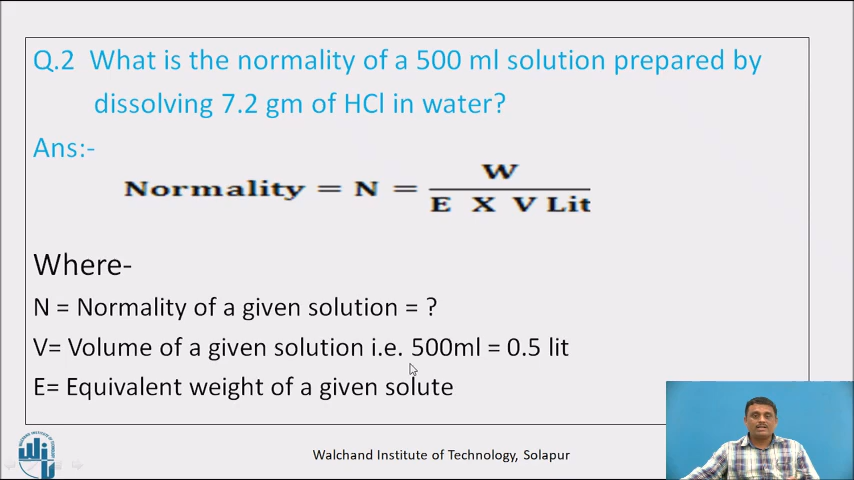 Q.2 What is the normality of a 500 ml solution prepared by
dissolving 7.2 gm of HCl in water?
Ans:-
Normality = N = W
E X V Lit
Where-
N = Normality of a given solution = ?
V= Volume of a given solution i.e. 500ml = 0.5 lit
E= Equivalent weight of a given solute
Walchand Institute of Technology, Solapur